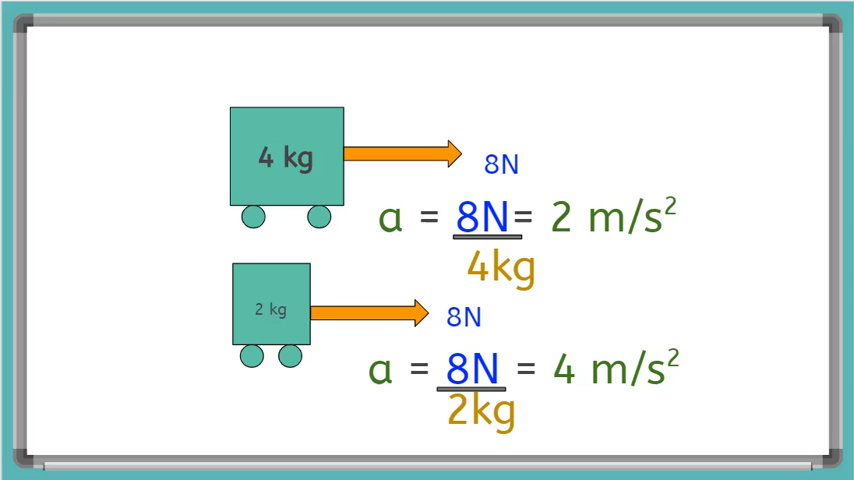 4 kg
8N
a = 8N = 2 m/s²
4kg
2 kg
8N
a = 8N = 4 m/s²
2kg